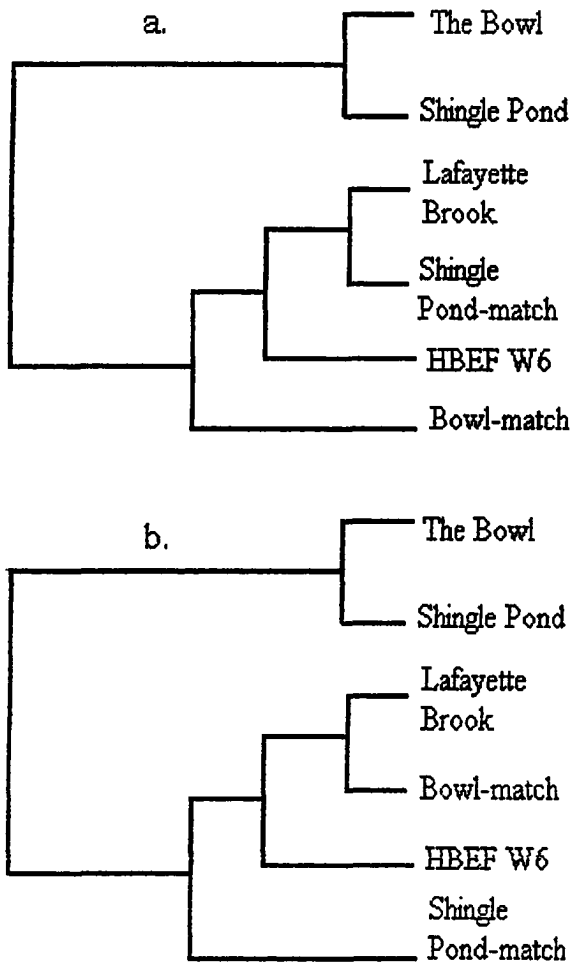 a.
The Bowl
Shingle Pond
Lafayette
Brook
Shingle
Pond-match
HBEF W6
Bowl-match
b.
The Bowl
Shingle Pond
Lafayette
Brook
Bowl-match
HBEF W6
Shingle
Pond-match